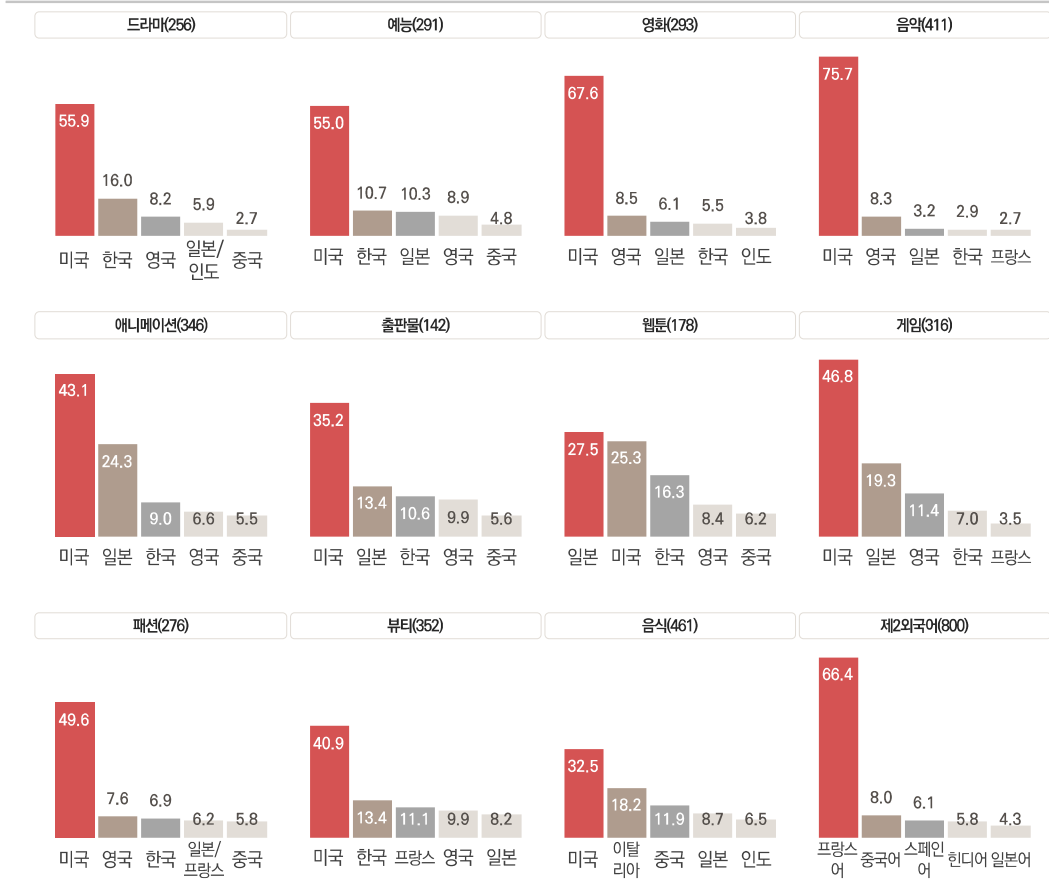 드라마(256) 예능(291) 영화(293) 음악(411)
55.9 16.0 8.2 5.9 2.7
미국 한국 영국 일본/인도 중국
55.0 10.7 10.3 8.9 4.8
미국 한국 일본 영국 중국
67.6 8.5 6.1 5.5 3.8
미국 영국 일본 한국 인도
75.7 8.3 3.2 2.9 2.7
미국 영국 일본 한국 프랑스
애니메이션(346) 출판물(142) 웹툰(178) 게임(316)
43.1 24.3 9.0 6.6 5.5
미국 일본 한국 영국 중국
35.2 13.4 10.6 9.9 5.6
미국 일본 한국 영국 중국
27.5 25.3 16.3 8.4 6.2
일본 미국 한국 영국 중국
46.8 19.3 11.4 7.0 3.5
미국 일본 영국 한국 프랑스
패션(276) 뷰티(352) 음식(461) 제2외국어(800)
49.6 7.6 6.9 6.2 5.8
미국 영국 한국 일본/프랑스 중국
40.9 13.4 11.1 9.9 8.2
미국 한국 프랑스 영국 일본
32.5 18.2 11.9 8.7 6.5
미국 이탈리아 중국 일본 인도
66.4 8.0 6.1 5.8 4.3
프랑스어 중국어 스페인어 힌디어 일본어